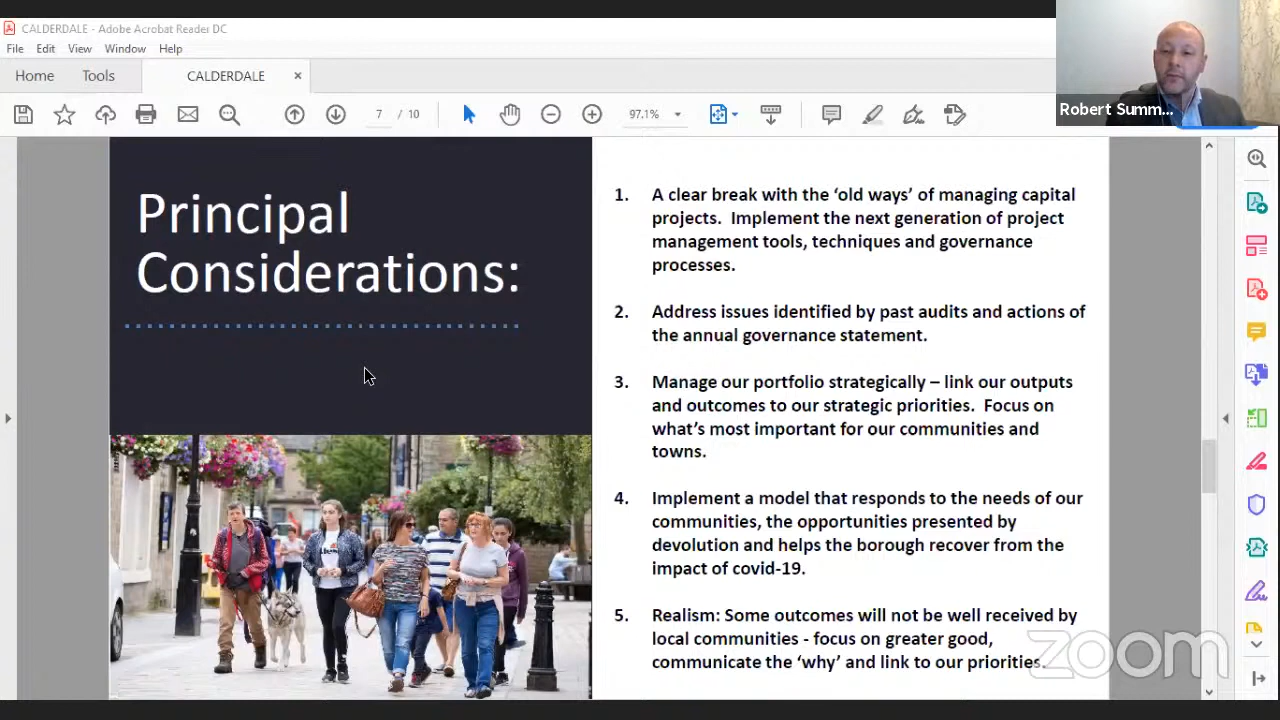 CALDERDALE - Adobe Acrobat Reader DC
File Edit View Window Help
Home Tools CALDERDALE ×
7 / 10 97.1%
Robert Summ...
Principal
Considerations:
1. A clear break with the ‘old ways’ of managing capital
projects. Implement the next generation of project
management tools, techniques and governance
processes.
2. Address issues identified by past audits and actions of
the annual governance statement.
3. Manage our portfolio strategically – link our outputs
and outcomes to our strategic priorities. Focus on
what’s most important for our communities and
towns.
4. Implement a model that responds to the needs of our
communities, the opportunities presented by
devolution and helps the borough recover from the
impact of covid-19.
5. Realism: Some outcomes will not be well received by
local communities - focus on greater good,
communicate the ‘why’ and link to our priorities.
zoom